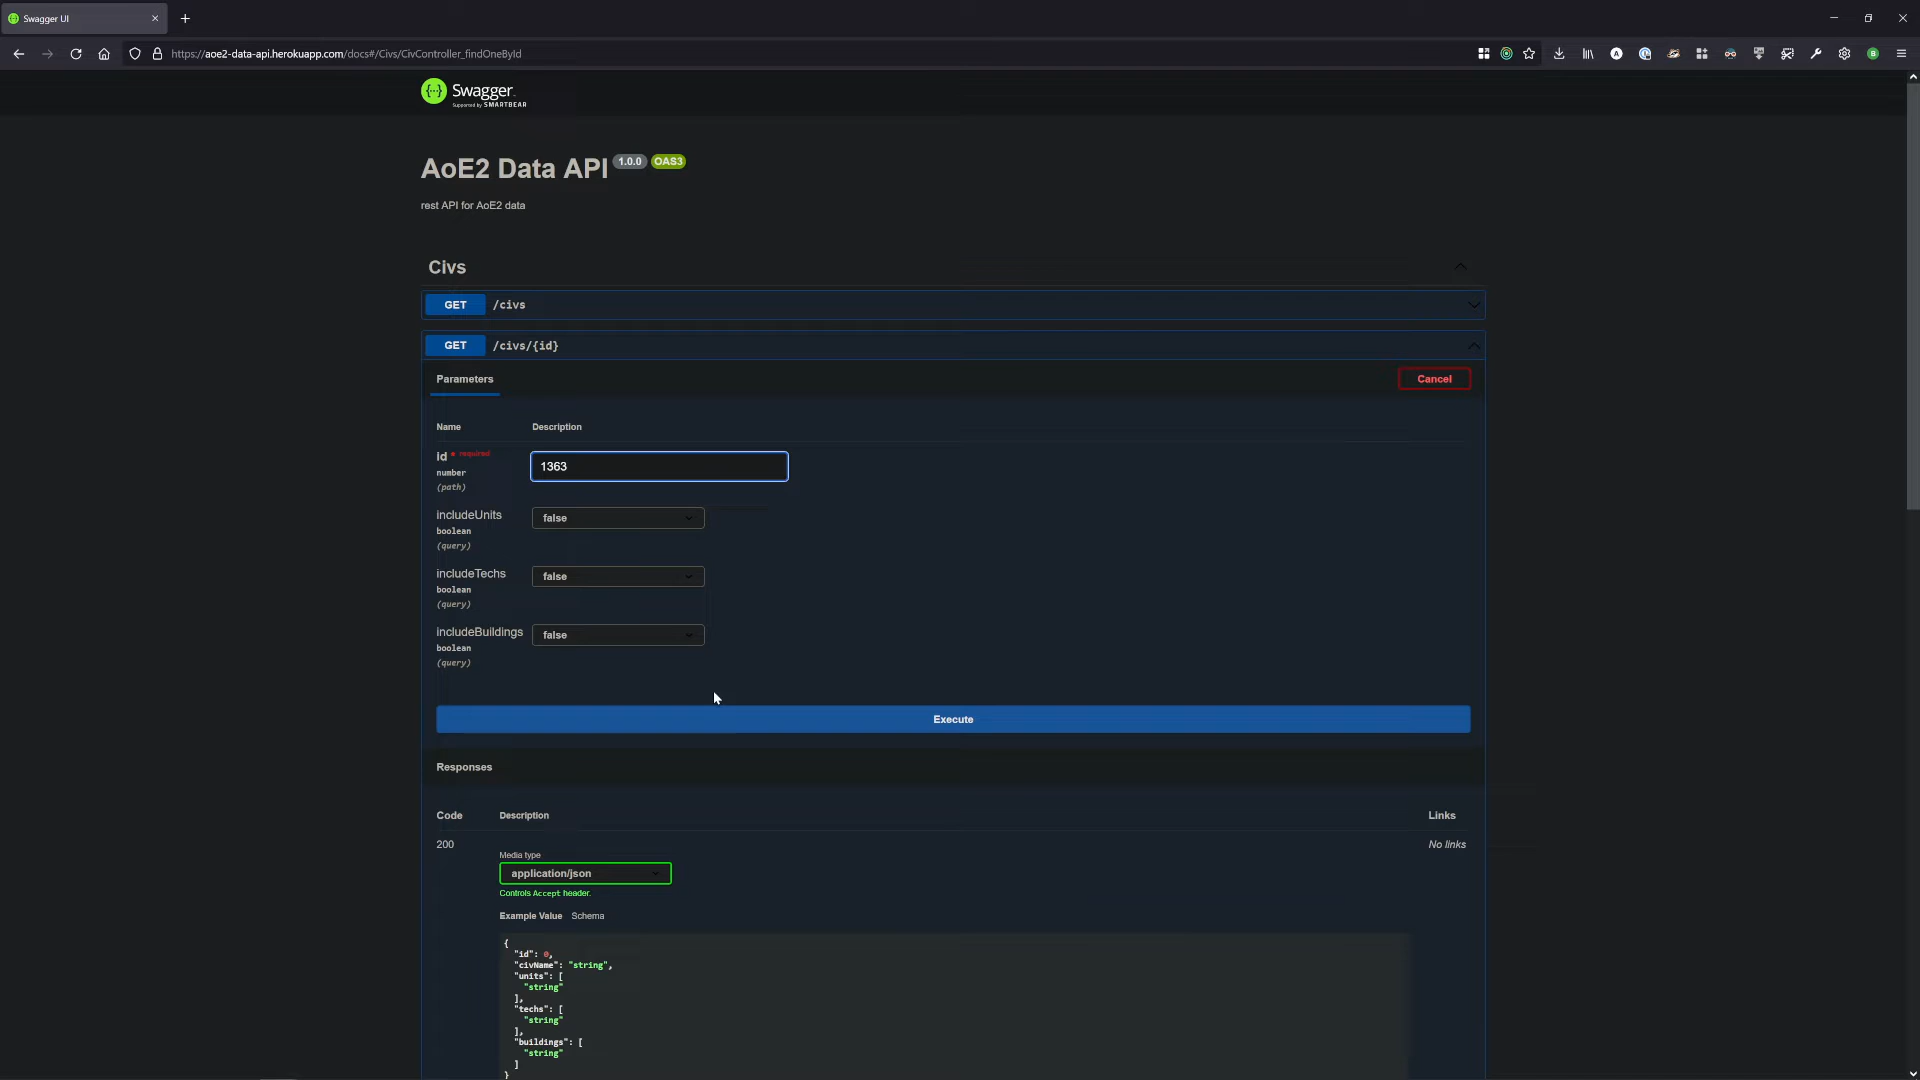 Swagger UI
https://aoe2-data-api.herokuapp.com/docs#/Civs/CivController_findOneById
{··}
Swagger
Supported by SMARTBEAR
AoE2 Data API 1.0.0 OAS3
rest API for AoE2 data
Civs
GET /civs
GET /civs/{id}
Parameters
Cancel
Name Description
id * required
1363
number
(path)
includeUnits
false
boolean
(query)
includeTechs
false
boolean
(query)
includeBuildings
false
boolean
(query)
Execute
Responses
Code Description Links
200
No links
Media type
application/json
Controls Accept header.
Example Value Schema
{
"id": 0,
"civName": "string",
"units": [
"string"
],
"techs": [
"string"
],
"buildings": [
"string"
]
}